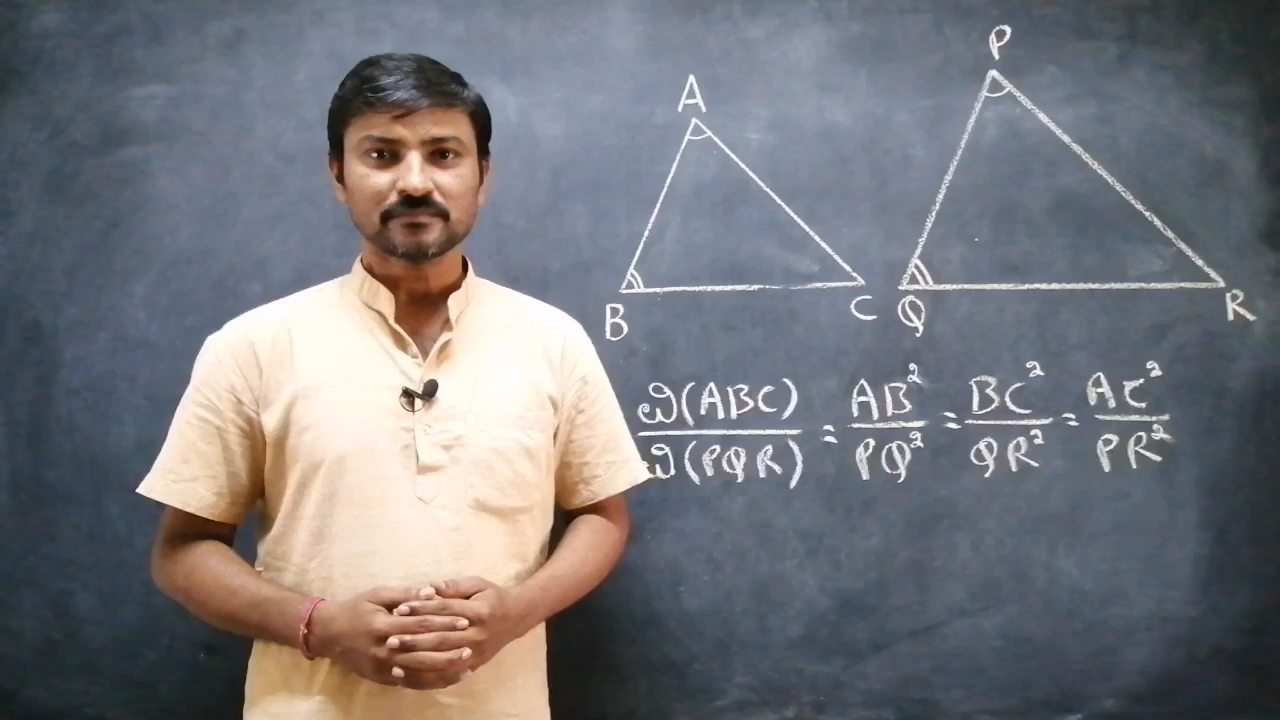 A
B
C
P
Q
R
ವಿ(ABC) = AB² = BC² = AC²
ವಿ(PQR) PQ² QR² PR²